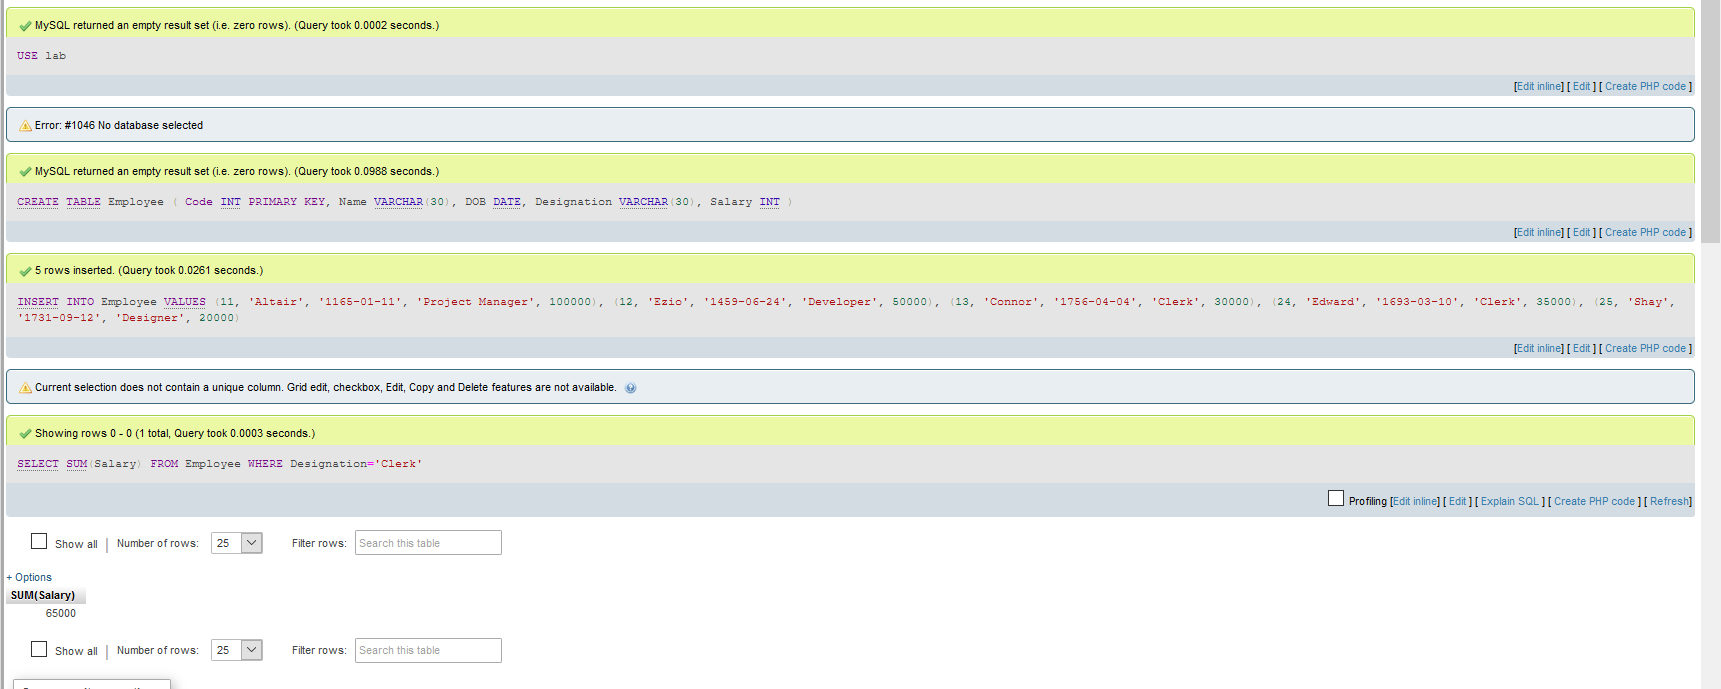 MySQL returned an empty result set (i.e. zero rows). (Query took 0.0002 seconds.)
USE lab
[Edit inline] [ Edit ] [ Create PHP code ]
Error: #1046 No database selected
MySQL returned an empty result set (i.e. zero rows). (Query took 0.0988 seconds.)
CREATE TABLE Employee ( Code INT PRIMARY KEY, Name VARCHAR(30), DOB DATE, Designation VARCHAR(30), Salary INT )
[Edit inline] [ Edit ] [ Create PHP code ]
5 rows inserted. (Query took 0.0261 seconds.)
INSERT INTO Employee VALUES (11, 'Altair', '1165-01-11', 'Project Manager', 100000), (12, 'Ezio', '1459-06-24', 'Developer', 50000), (13, 'Connor', '1756-04-04', 'Clerk', 30000), (24, 'Edward', '1693-03-10', 'Clerk', 35000), (25, 'Shay',
'1731-09-12', 'Designer', 20000)
[Edit inline] [ Edit ] [ Create PHP code ]
Current selection does not contain a unique column. Grid edit, checkbox, Edit, Copy and Delete features are not available.
Showing rows 0 - 0 (1 total, Query took 0.0003 seconds.)
SELECT SUM(Salary) FROM Employee WHERE Designation='Clerk'
Profiling [Edit inline] [ Edit ] [ Explain SQL ] [ Create PHP code ] [ Refresh]
Show all | Number of rows: 25 Filter rows: Search this table
+ Options
SUM(Salary)
65000
Show all | Number of rows: 25 Filter rows: Search this table